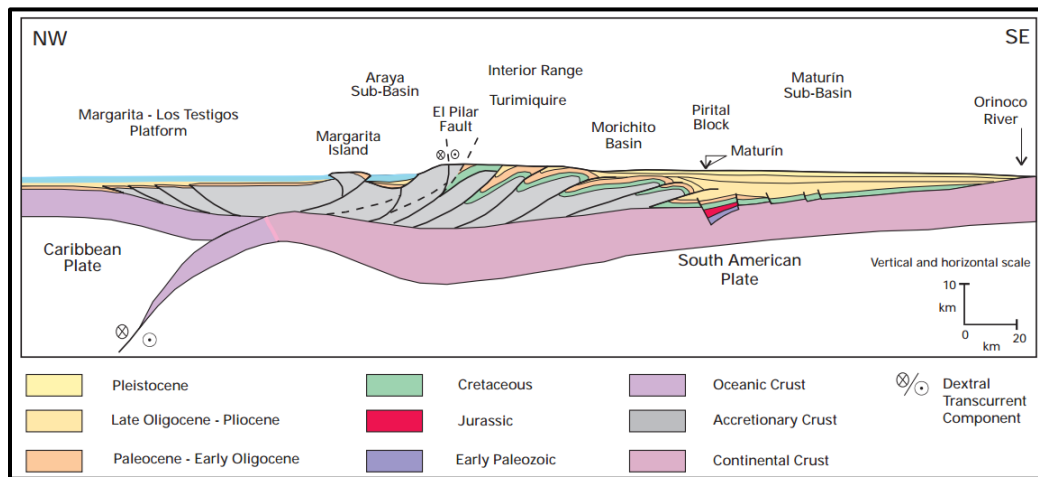 NW
SE
Interior Range
Turimiquire
Araya
Sub-Basin
Maturín
Sub-Basin
El Pilar
Fault
Orinoco
River
Margarita - Los Testigos
Platform
Pirital
Block
Margarita
Island
Morichito
Basin
Maturín
Caribbean
Plate
South American
Plate
Vertical and horizontal scale
10
km
0
20
km
Pleistocene
Cretaceous
Oceanic Crust
Dextral
Transcurrent
Component
Late Oligocene - Pliocene
Jurassic
Accretionary Crust
Paleocene - Early Oligocene
Early Paleozoic
Continental Crust